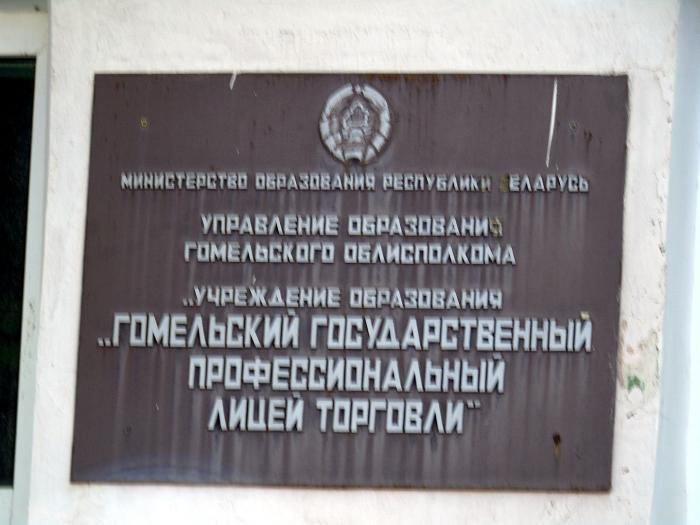 МИНИСТЕРСТВО ОБРАЗОВАНИЯ РЕСПУБЛИКИ БЕЛАРУСЬ
УПРАВЛЕНИЕ ОБРАЗОВАНИЯ
ГОМЕЛЬСКОГО ОБЛИСПОЛКОМА
„УЧРЕЖДЕНИЕ ОБРАЗОВАНИЯ
„ГОМЕЛЬСКИЙ ГОСУДАРСТВЕННЫЙ
ПРОФЕССИОНАЛЬНЫЙ
ЛИЦЕЙ ТОРГОВЛИ"